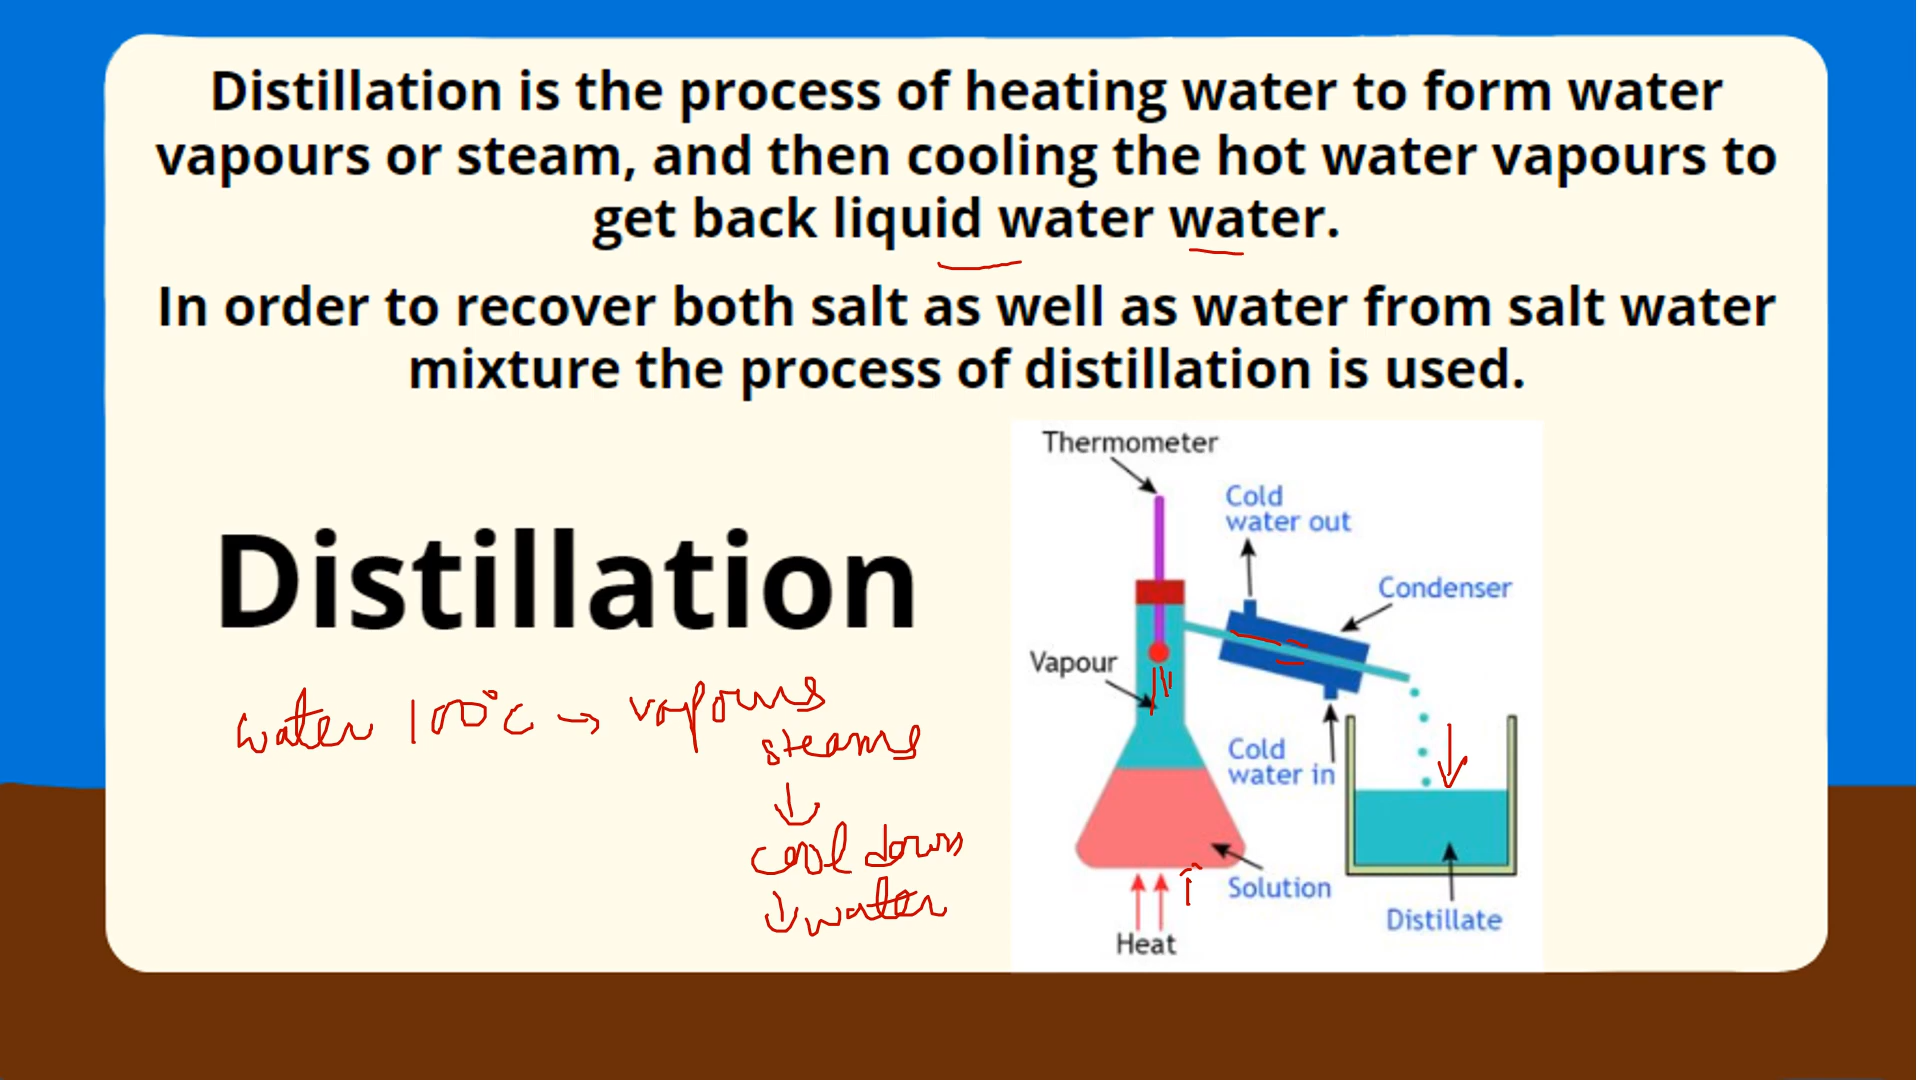 Distillation is the process of heating water to form water
vapours or steam, and then cooling the hot water vapours to
get back liquid water water.
In order to recover both salt as well as water from salt water
mixture the process of distillation is used.
Distillation
water 100°C → vapours
steams
↓
cool down
↓ water
Thermometer
Cold
water out
Condenser
Vapour
Cold
water in
Solution
Distillate
Heat